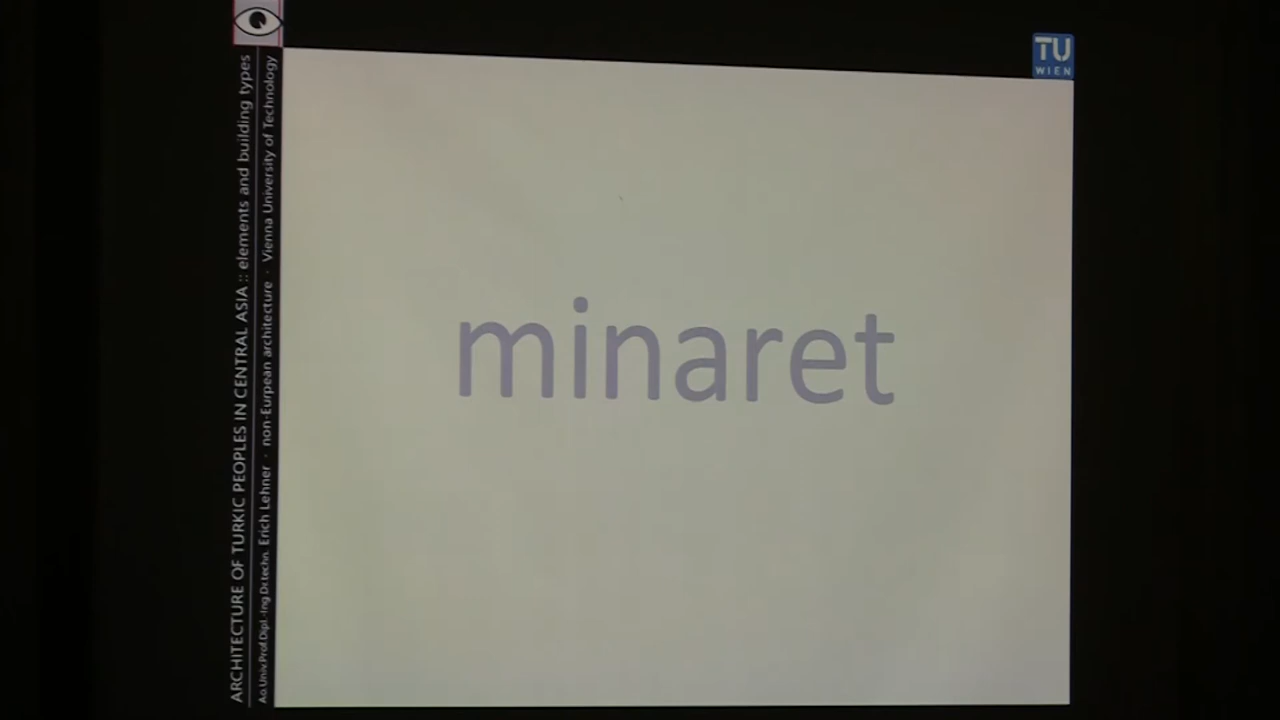 ARCHITECTURE OF TURKIC PEOPLES IN CENTRAL ASIA :: elements and building types
Ao.Univ.Prof.Dipl.-Ing Dr.techn. Erich Lehner · non-Eurpean architecture · Vienna University of Technology
TU
WIEN
minaret